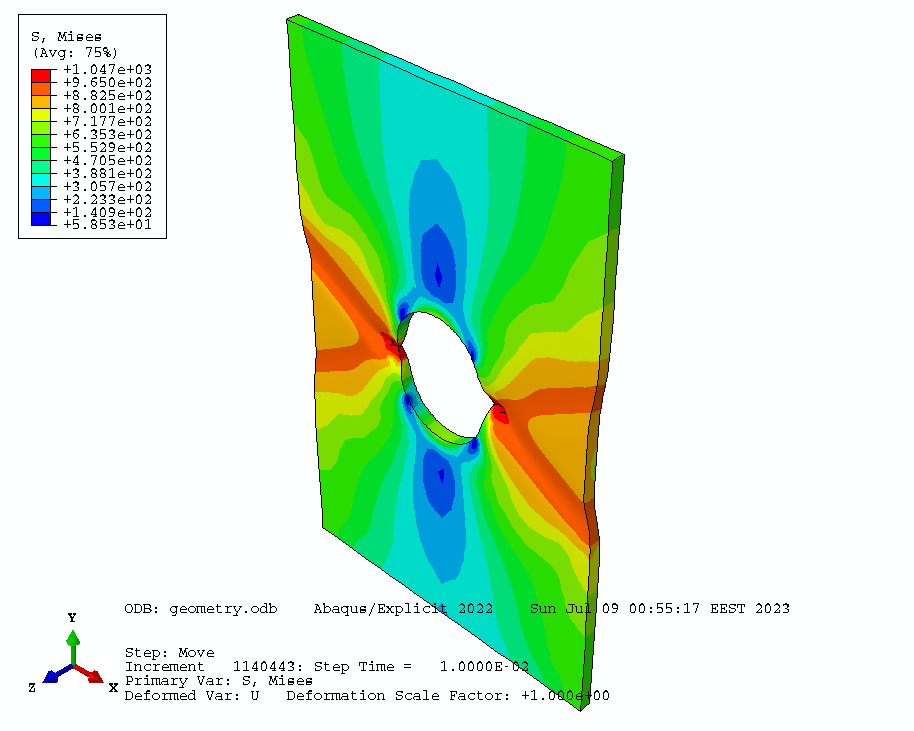 S, Mises
(Avg: 75%)
+1.047e+03
+9.650e+02
+8.825e+02
+8.001e+02
+7.177e+02
+6.353e+02
+5.529e+02
+4.705e+02
+3.881e+02
+3.057e+02
+2.233e+02
+1.409e+02
+5.853e+01
ODB: geometry.odb Abaqus/Explicit 2022 Sun Jul 09 00:55:17 EEST 2023
Y
Z
X
Step: Move
Increment 1140443: Step Time = 1.0000E-02
Primary Var: S, Mises
Deformed Var: U Deformation Scale Factor: +1.000e+00